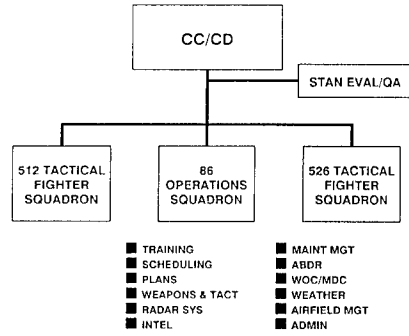 CC/CD
STAN EVAL/QA
512 TACTICAL
FIGHTER
SQUADRON
86
OPERATIONS
SQUADRON
526 TACTICAL
FIGHTER
SQUADRON
TRAINING
SCHEDULING
PLANS
WEAPONS & TACT
RADAR SYS
INTEL
MAINT MGT
ABDR
WOC/MDC
WEATHER
AIRFIELD MGT
ADMIN